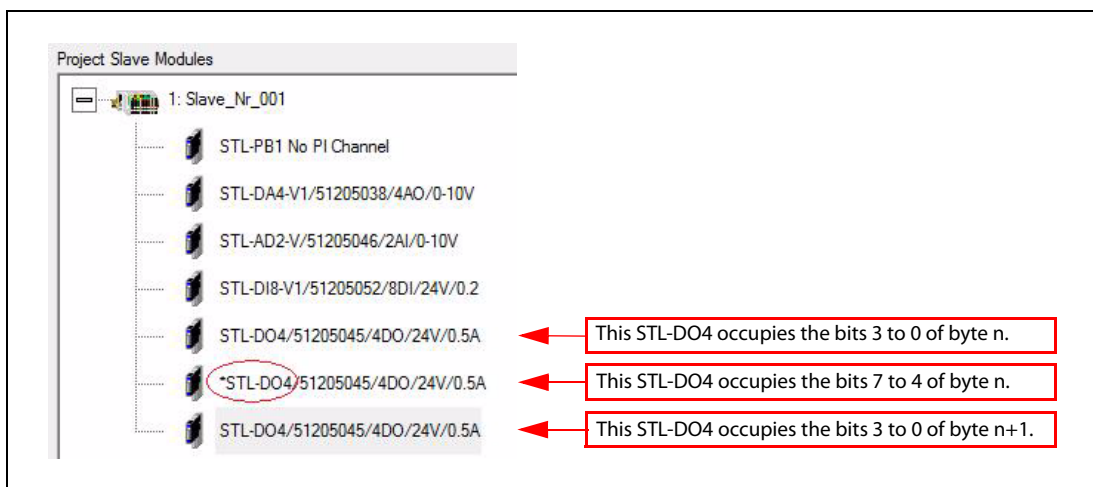 Project Slave Modules
1: Slave_Nr_001
STL-PB1 No PI Channel
STL-DA4-V1/51205038/4AO/0-10V
STL-AD2-V/51205046/2AI/0-10V
STL-DI8-V1/51205052/8DI/24V/0.2
STL-DO4/51205045/4DO/24V/0.5A
This STL-DO4 occupies the bits 3 to 0 of byte n.
*STL-DO4/51205045/4DO/24V/0.5A
This STL-DO4 occupies the bits 7 to 4 of byte n.
STL-DO4/51205045/4DO/24V/0.5A
This STL-DO4 occupies the bits 3 to 0 of byte n+1.